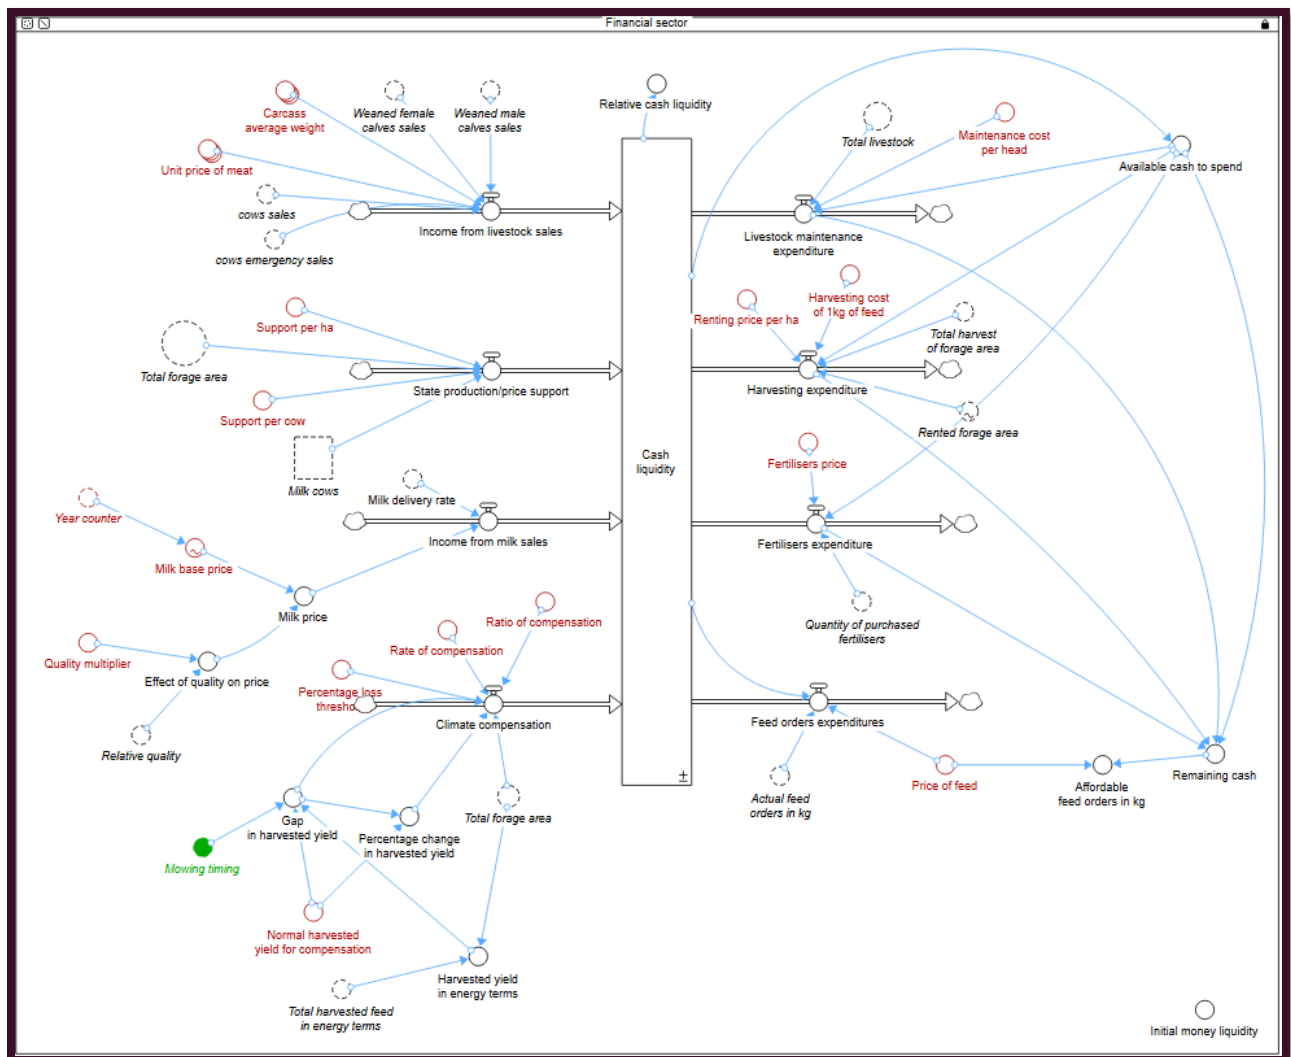 Financial sector
Relative cash liquidity
Carcass
average weight
Weaned female
calves sales
Weaned male
calves sales
Total livestock
Maintenance cost
per head
Available cash to spend
Unit price of meat
cows sales
Income from livestock sales
cows emergency sales
Livestock maintenance
expenditure
Support per ha
Renting price per ha
Harvesting cost
of 1kg of feed
Total harvest
of forage area
Total forage area
State production/price support
Harvesting expenditure
Support per cow
Rented forage area
Cash
liquidity
Fertilisers price
Milk cows
Milk delivery rate
Year counter
Income from milk sales
Fertilisers expenditure
Milk base price
Milk price
Ratio of compensation
Quantity of purchased
fertilisers
Rate of compensation
Quality multiplier
Effect of quality on price
Percentage loss
thresho
Climate compensation
Feed orders expenditures
Relative quality
Actual feed
orders in kg
Price of feed
Affordable
feed orders in kg
Remaining cash
Gap
in harvested yield
Percentage change
in harvested yield
Total forage area
Mowing timing
Normal harvested
yield for compensation
Harvested yield
in energy terms
Total harvested feed
in energy terms
Initial money liquidity